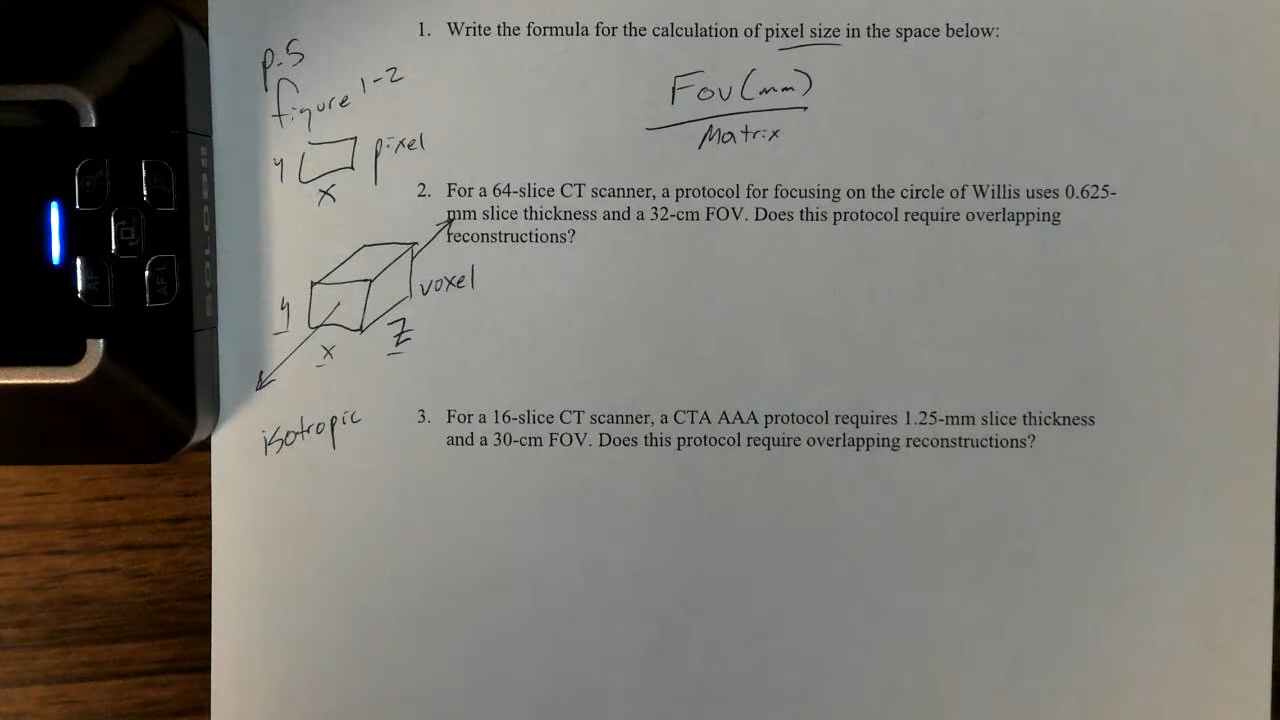 1. Write the formula for the calculation of pixel size in the space below:
p.5
figure 1-2
Fov (mm)
Matrix
y pixel
x
2. For a 64-slice CT scanner, a protocol for focusing on the circle of Willis uses 0.625-
mm slice thickness and a 32-cm FOV. Does this protocol require overlapping
reconstructions?
y voxel
x z
isotropic
3. For a 16-slice CT scanner, a CTA AAA protocol requires 1.25-mm slice thickness
and a 30-cm FOV. Does this protocol require overlapping reconstructions?
AF
AFL